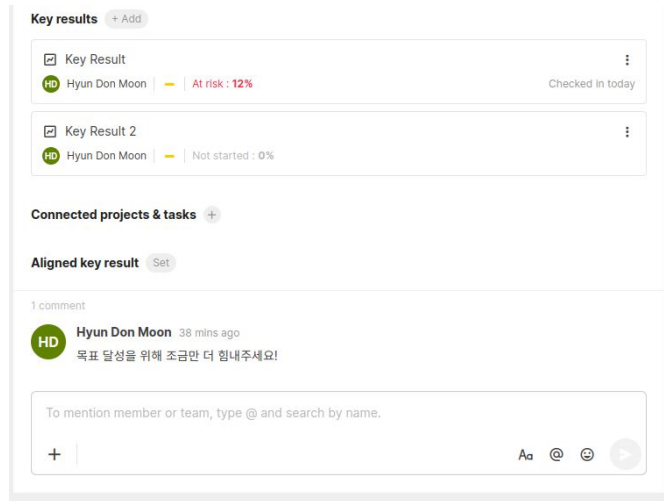 Key results + Add
Key Result
HD Hyun Don Moon At risk : 12% Checked in today
Key Result 2
HD Hyun Don Moon Not started : 0%
Connected projects & tasks +
Aligned key result Set
1 comment
HD Hyun Don Moon 38 mins ago
목표 달성을 위해 조금만 더 힘내주세요!
To mention member or team, type @ and search by name.
+ Aa @